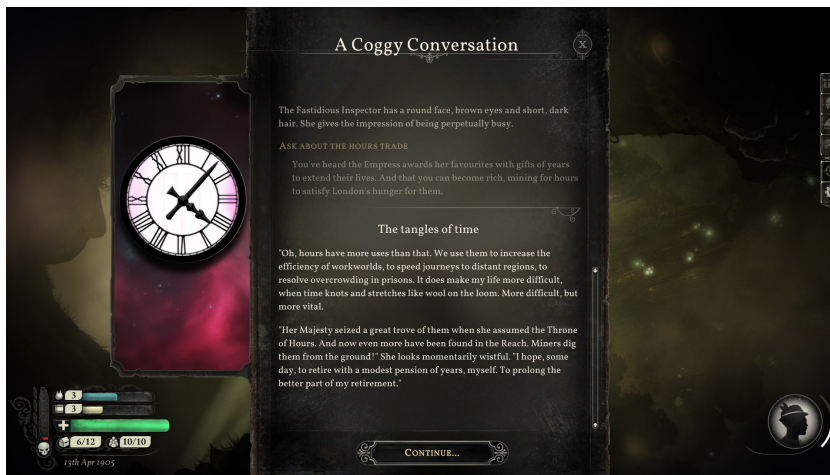 A Coggy Conversation
X
The Fastidious Inspector has a round face, brown eyes and short, dark
hair. She gives the impression of being perpetually busy.
Ask about the hours trade
You've heard the Empress awards her favourites with gifts of years
to extend their lives. And that you can become rich, mining for hours
to satisfy London's hunger for them.
The tangles of time
"Oh, hours have more uses than that. We use them to increase the
efficiency of workworlds, to speed journeys to distant regions, to
resolve overcrowding in prisons. It does make my life more difficult,
when time knots and stretches like wool on the loom. More difficult, but
more vital.
"Her Majesty seized a great trove of them when she assumed the Throne
of Hours. And now even more have been found in the Reach. Miners dig
them from the ground!" She looks momentarily wistful. "I hope, some
day, to retire with a modest pension of years, myself. To prolong the
better part of my retirement."
Continue...
3
3
6/12
10/10
13th Apr 1905